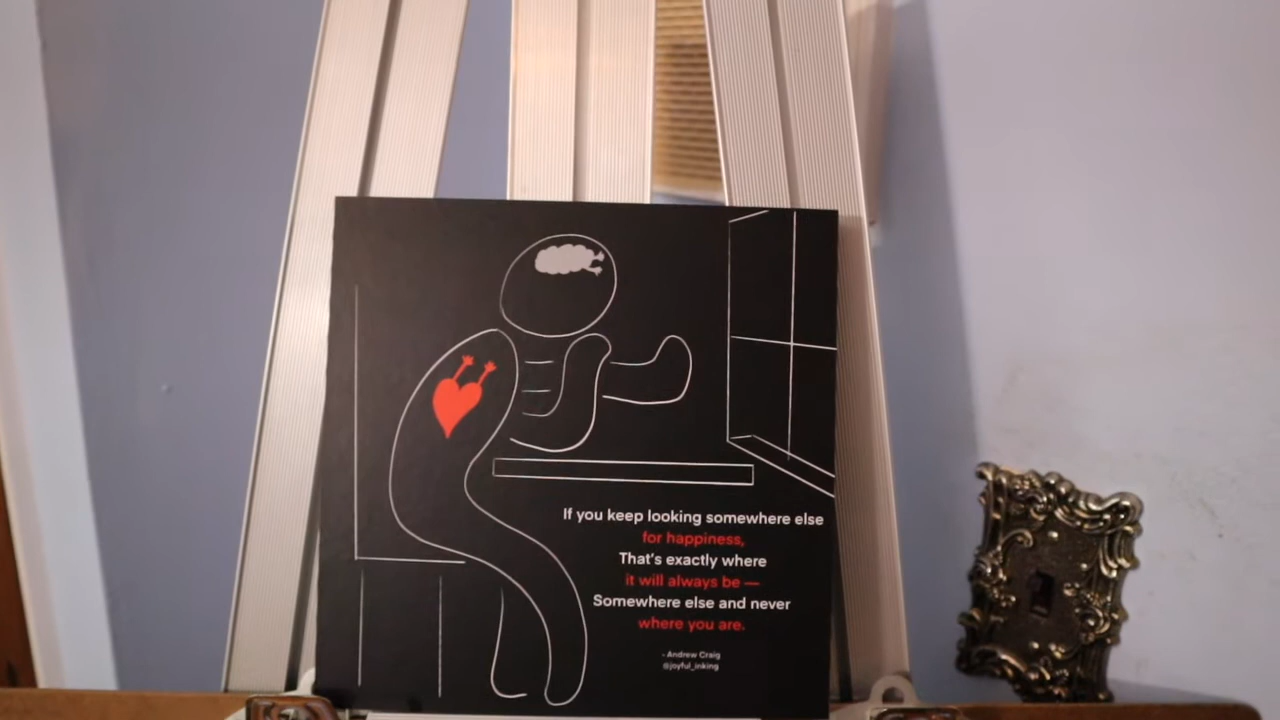 If you keep looking somewhere else
for happiness,
That's exactly where
it will always be —
Somewhere else and never
where you are.
- Andrew Craig
@joyful_inking